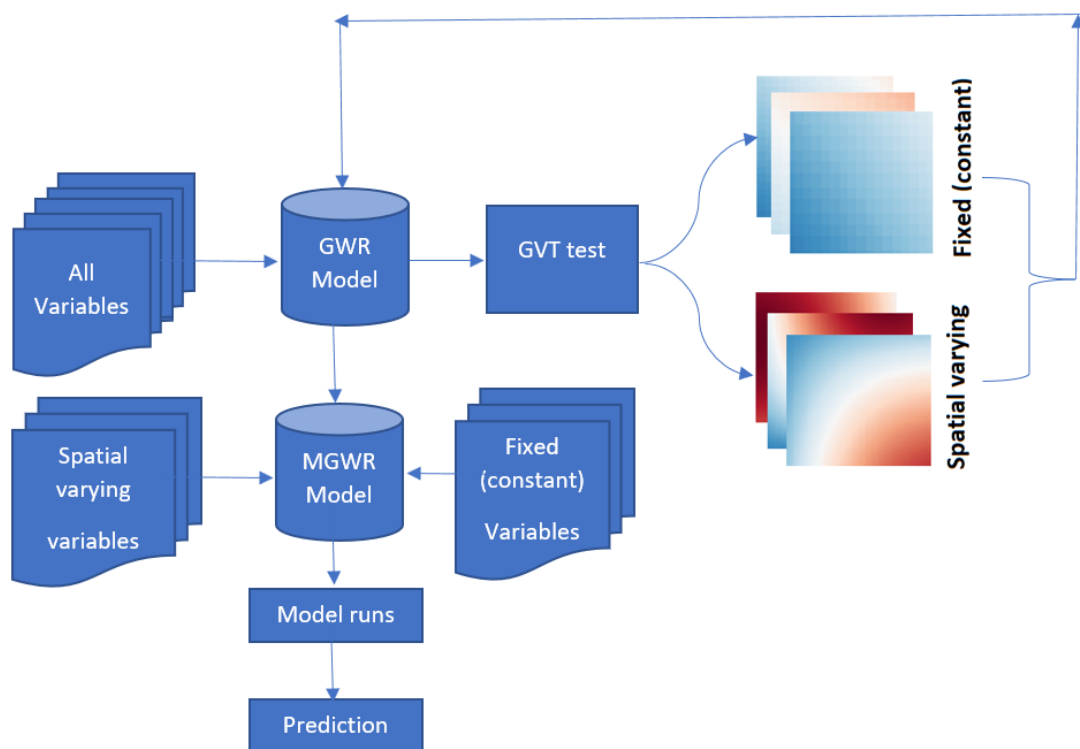 All
Variables
GWR
Model
GVT test
Fixed (constant)
Spatial varying
Spatial
varying
variables
MGWR
Model
Fixed
(constant)
Variables
Model runs
Prediction